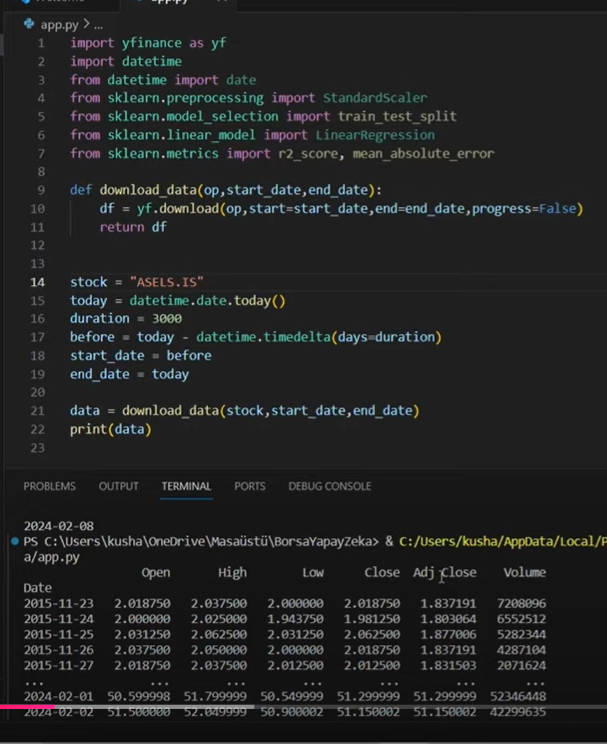 app.py
app.py > ...
1 import yfinance as yf
2 import datetime
3 from datetime import date
4 from sklearn.preprocessing import StandardScaler
5 from sklearn.model_selection import train_test_split
6 from sklearn.linear_model import LinearRegression
7 from sklearn.metrics import r2_score, mean_absolute_error
8
9 def download_data(op,start_date,end_date):
10 df = yf.download(op,start=start_date,end=end_date,progress=False)
11 return df
12
13
14 stock = "ASELS.IS"
15 today = datetime.date.today()
16 duration = 3000
17 before = today - datetime.timedelta(days=duration)
18 start_date = before
19 end_date = today
20
21 data = download_data(stock,start_date,end_date)
22 print(data)
23
PROBLEMS OUTPUT TERMINAL PORTS DEBUG CONSOLE
2024-02-08
PS C:\Users\kusha\OneDrive\Masaüstü\BorsaYapayZeka> & C:/Users/kusha/AppData/Local/P
a/app.py
Open High Low Close Adj Close Volume
Date
2015-11-23 2.018750 2.037500 2.000000 2.018750 1.837191 7208096
2015-11-24 2.000000 2.025000 1.943750 1.981250 1.803064 6552512
2015-11-25 2.031250 2.062500 2.031250 2.062500 1.877006 5282344
2015-11-26 2.037500 2.050000 2.000000 2.018750 1.837191 4287104
2015-11-27 2.018750 2.037500 2.012500 2.012500 1.831503 2071624
... ... ... ... ... ... ...
2024-02-01 50.599998 51.799999 50.549999 51.299999 51.299999 52346448
2024-02-02 51.500000 52.049999 50.900002 51.150002 51.150002 42299635